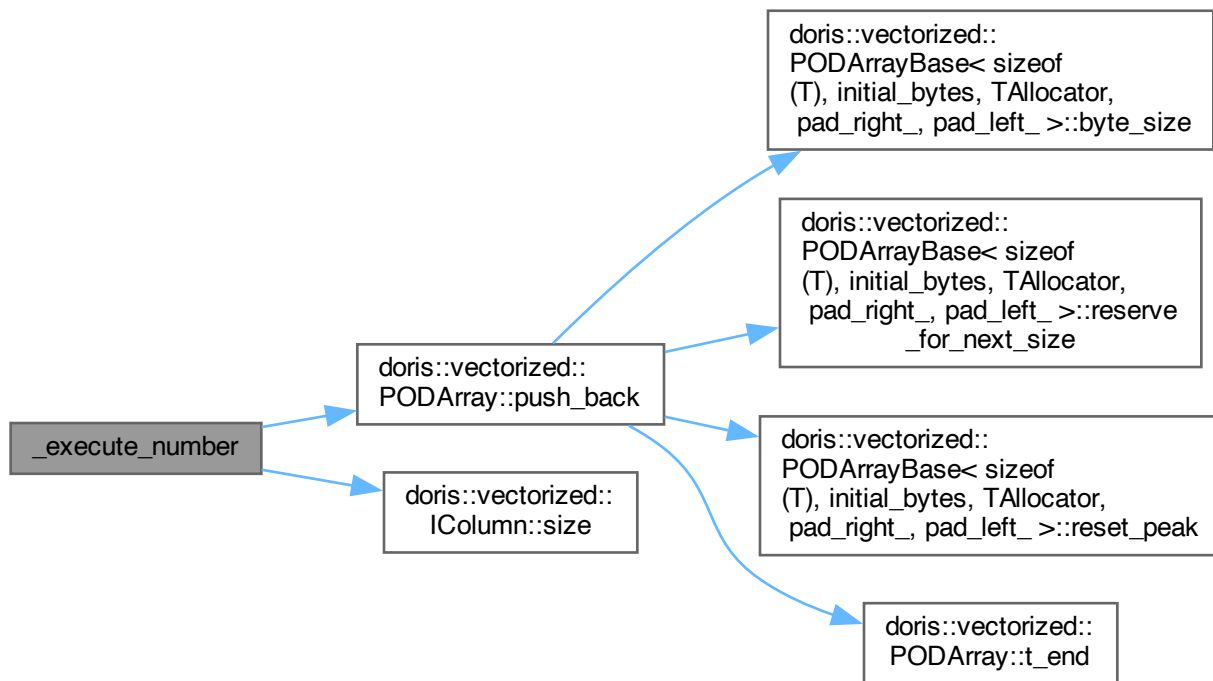 doris::vectorized::
PODArrayBase< sizeof
(T), initial_bytes, TAllocator,
pad_right_, pad_left_ >::byte_size
doris::vectorized::
PODArrayBase< sizeof
(T), initial_bytes, TAllocator,
pad_right_, pad_left_ >::reserve
_for_next_size
doris::vectorized::
PODArray::push_back
_execute_number
doris::vectorized::
PODArrayBase< sizeof
(T), initial_bytes, TAllocator,
pad_right_, pad_left_ >::reset_peak
doris::vectorized::
IColumn::size
doris::vectorized::
PODArray::t_end